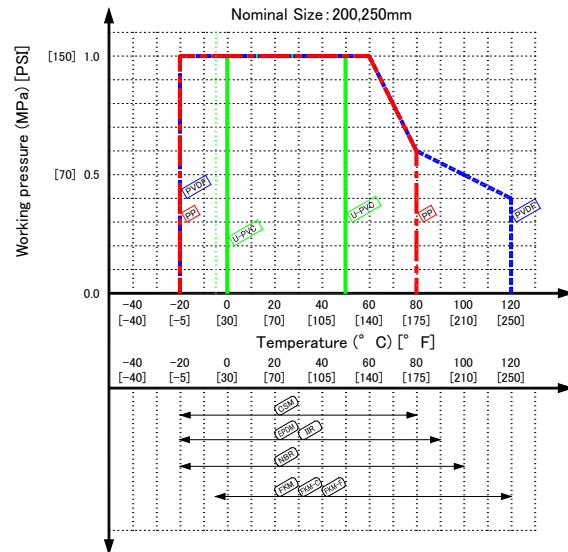 Nominal Size: 200,250mm
Working pressure (MPa) [PSI]
[150] 1.0
[70] 0.5
0.0
PVDF
PP
U-PVC
U-PVC
PP
PVDF
-40 -20 0 20 40 60 80 100 120
[-40] [-5] [30] [70] [105] [140] [175] [210] [250]
Temperature (° C) [° F]
-40 -20 0 20 40 60 80 100 120
[-40] [-5] [30] [70] [105] [140] [175] [210] [250]
CSM
EPDM IIR
NBR
FKM FKM-C FKM-F